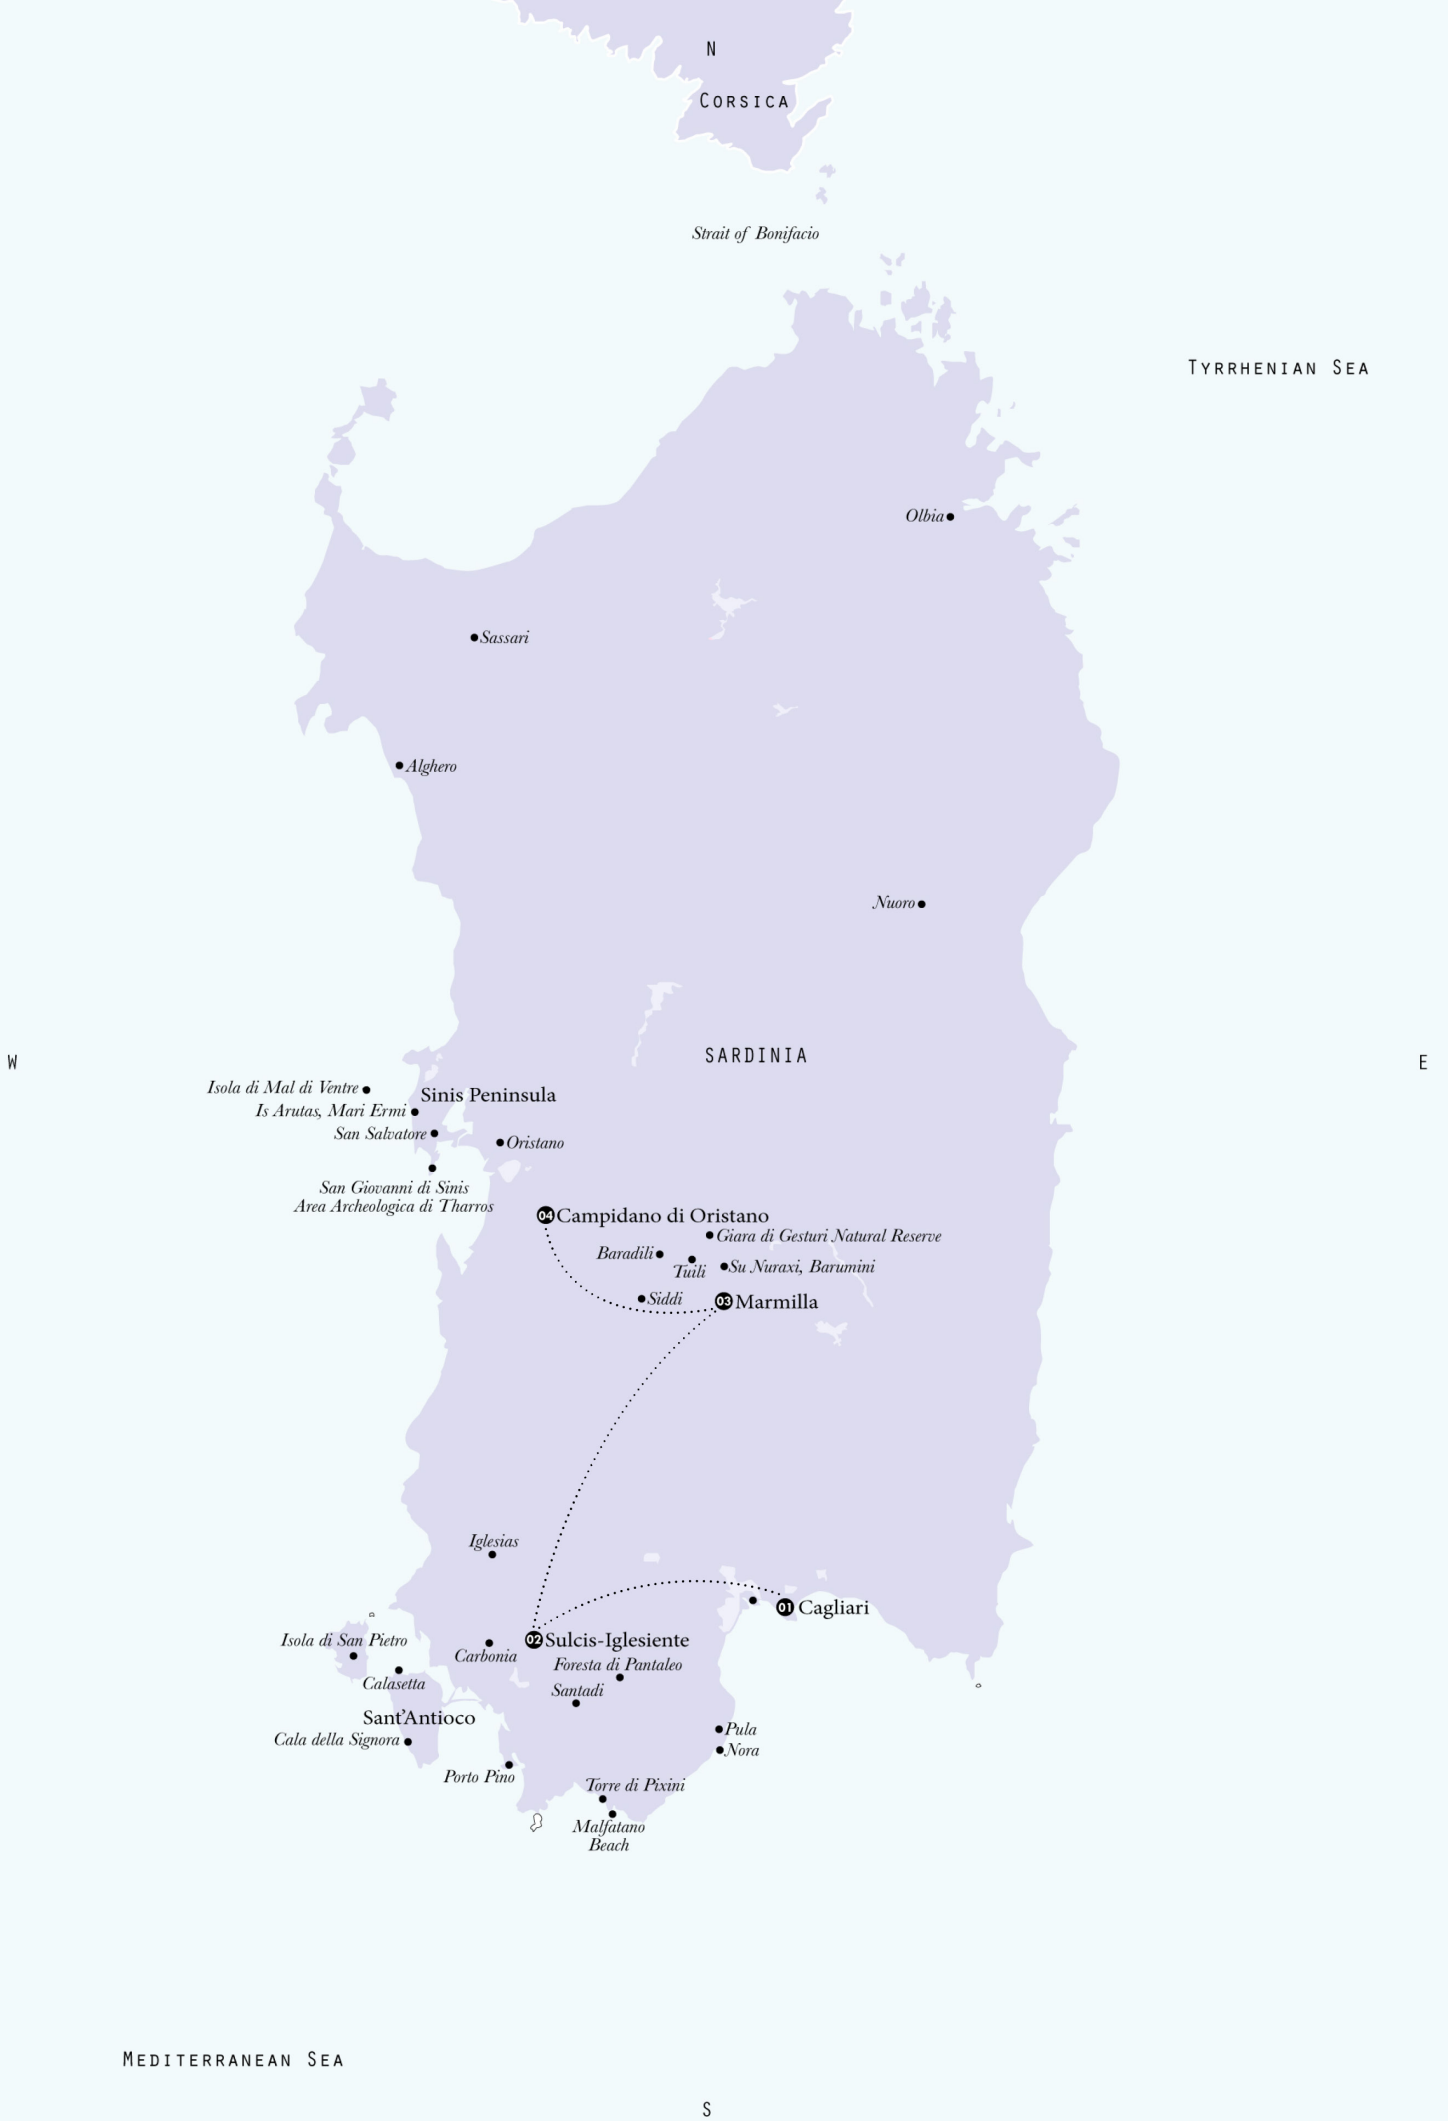 N
CORSICA
Strait of Bonifacio
TYRRHENIAN SEA
Olbia
Sassari
Alghero
Nuoro
SARDINIA
W
E
Isola di Mal di Ventre
Sinis Peninsula
Is Arutas, Mari Ermi
San Salvatore
Oristano
San Giovanni di Sinis
Area Archeologica di Tharros
04 Campidano di Oristano
Giara di Gesturi Natural Reserve
Baradili
Tuili
Su Nuraxi, Barumini
Siddi
03 Marmilla
Iglesias
01 Cagliari
Isola di San Pietro
02 Sulcis-Iglesiente
Carbonia
Foresta di Pantaleo
Calasetta
Santadi
Sant'Antioco
Cala della Signora
Pula
Nora
Porto Pino
Torre di Pixini
Malfatano
Beach
MEDITERRANEAN SEA
S